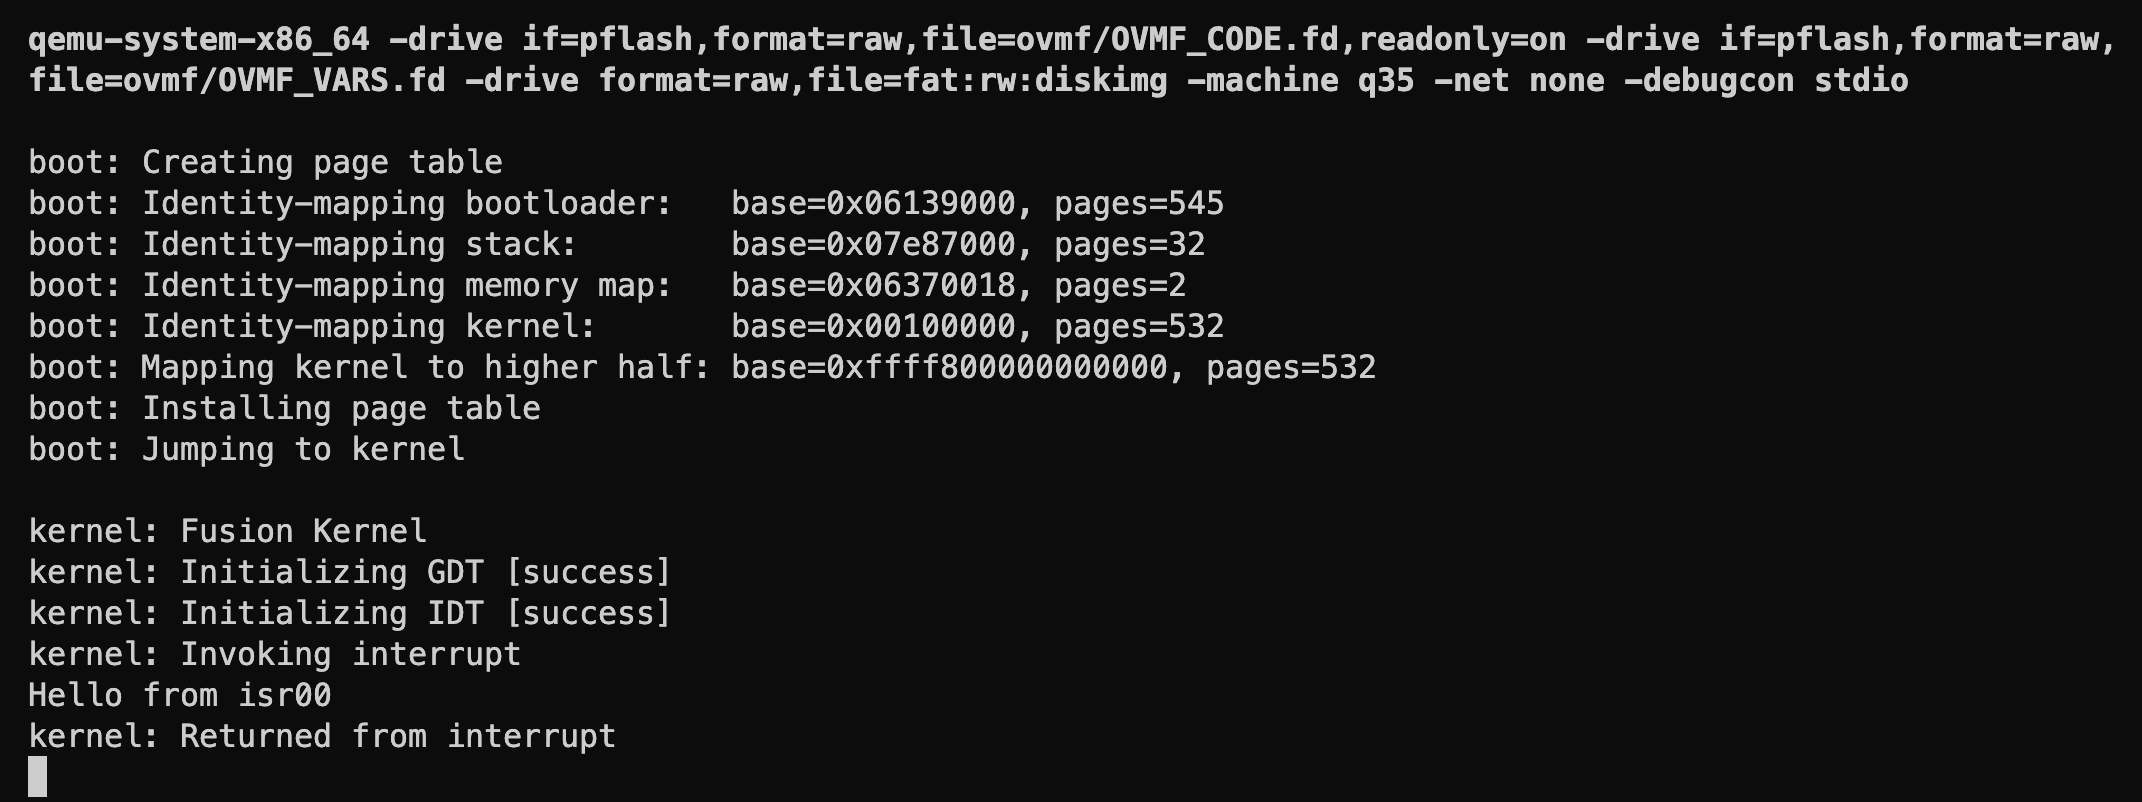 qemu-system-x86_64 -drive if=pflash,format=raw,file=ovmf/OVMF_CODE.fd,readonly=on -drive if=pflash,format=raw,
file=ovmf/OVMF_VARS.fd -drive format=raw,file=fat:rw:diskimg -machine q35 -net none -debugcon stdio
boot: Creating page table
boot: Identity-mapping bootloader:   base=0x06139000, pages=545
boot: Identity-mapping stack:        base=0x07e87000, pages=32
boot: Identity-mapping memory map:   base=0x06370018, pages=2
boot: Identity-mapping kernel:       base=0x00100000, pages=532
boot: Mapping kernel to higher half: base=0xffff800000000000, pages=532
boot: Installing page table
boot: Jumping to kernel
kernel: Fusion Kernel
kernel: Initializing GDT [success]
kernel: Initializing IDT [success]
kernel: Invoking interrupt
Hello from isr00
kernel: Returned from interrupt